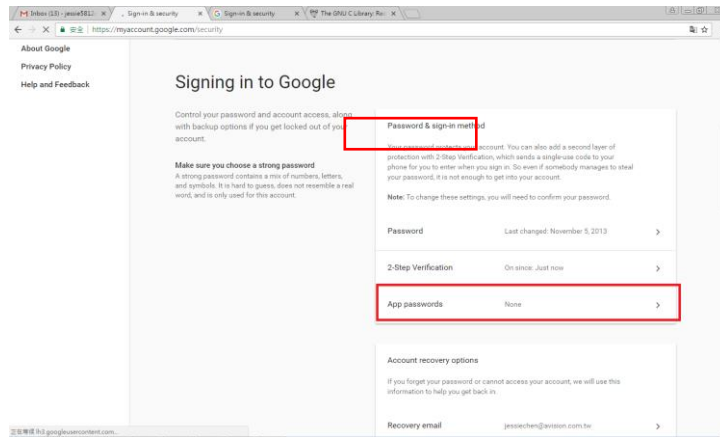 Inbox (13) - jessie5812
Sign-in & security
Sign-in & security
The GNU C Library: Re
安全 https://myaccount.google.com/security
About Google
Privacy Policy
Help and Feedback
Signing in to Google
Control your password and account access, along
with backup options if you get locked out of your
account.
Make sure you choose a strong password
A strong password contains a mix of numbers, letters,
and symbols. It is hard to guess, does not resemble a real
word, and is only used for this account.
Password & sign-in method
Your password protects your account. You can also add a second layer of
protection with 2-Step Verification, which sends a single-use code to your
phone for you to enter when you sign in. So even if somebody manages to steal
your password, it is not enough to get into your account.
Note: To change these settings, you will need to confirm your password.
Password Last changed: November 5, 2013
2-Step Verification On since: Just now
App passwords None
Account recovery options
If you forget your password or cannot access your account, we will use this
information to help you get back in.
Recovery email jessiechen@avision.com.tw
lh3.googleusercontent.com...